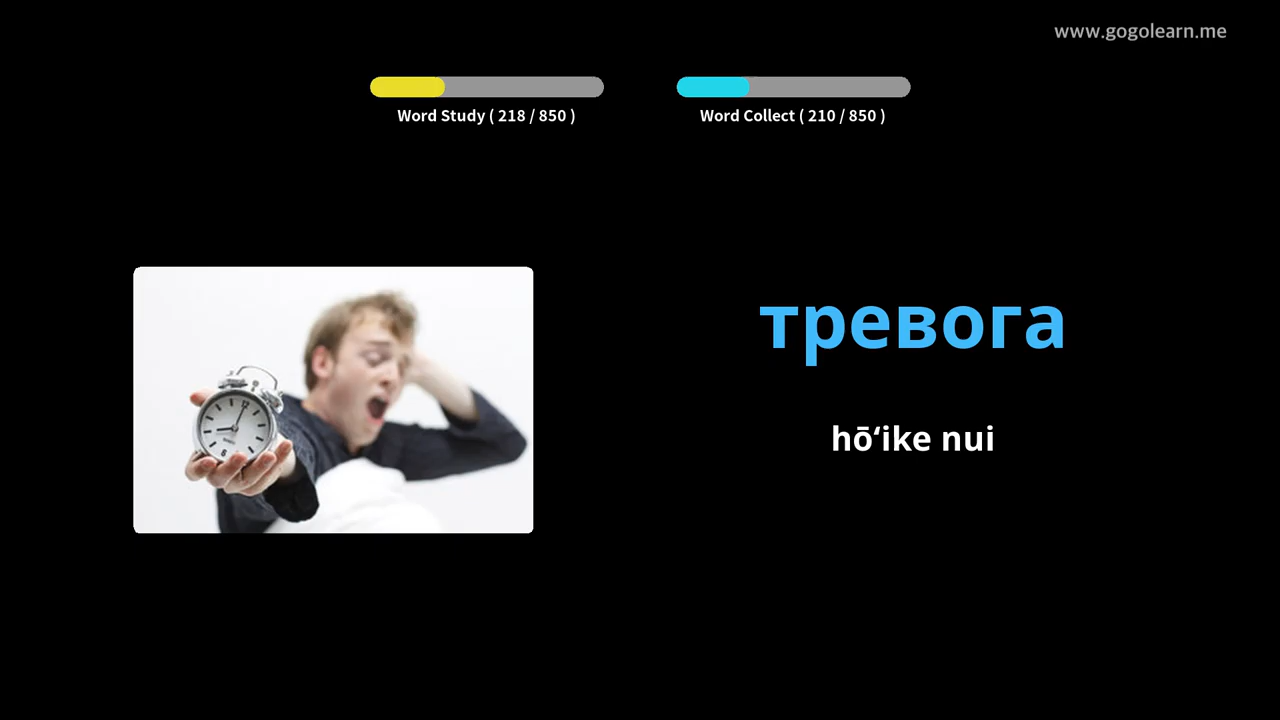 www.gogolearn.me
Word Study ( 218 / 850 )
Word Collect ( 210 / 850 )
тревога
hōʻike nui